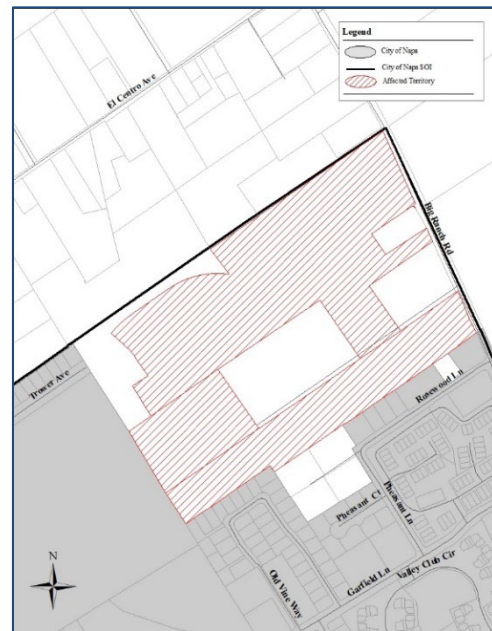 Legend
City of Napa
City of Napa SOI
Affected Territory
El Centro Ave
Big Ranch Rd
Trower Ave
Rosewood Ln
Pheasant Ln
Pheasant Ct
Garfield Ln
Valley Club Cir
Old Vine Way
N